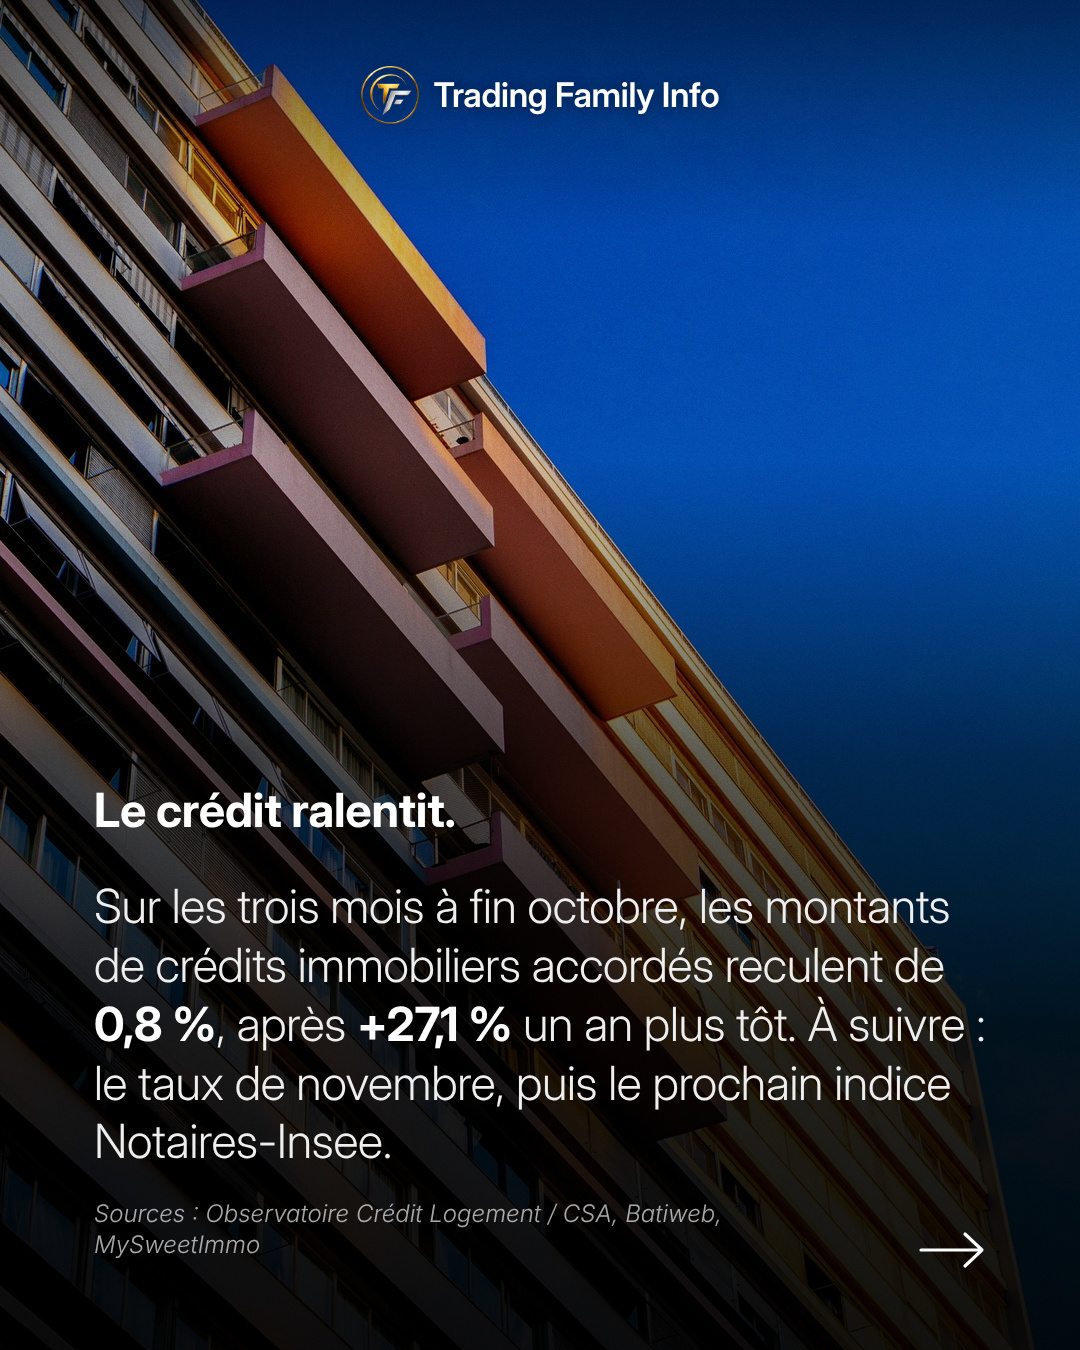 TF Trading Family Info
Le crédit ralentit.
Sur les trois mois à fin octobre, les montants
de crédits immobiliers accordés reculent de
0,8 %, après +27,1 % un an plus tôt. À suivre :
le taux de novembre, puis le prochain indice
Notaires-Insee.
Sources : Observatoire Crédit Logement / CSA, Batiweb,
MySweetImmo